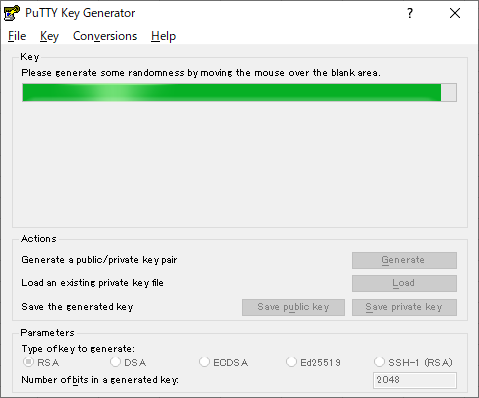 PuTTY Key Generator
File Key Conversions Help
Key
Please generate some randomness by moving the mouse over the blank area.
Actions
Generate a public/private key pair Generate
Load an existing private key file Load
Save the generated key Save public key Save private key
Parameters
Type of key to generate:
RSA DSA ECDSA Ed25519 SSH-1 (RSA)
Number of bits in a generated key: 2048